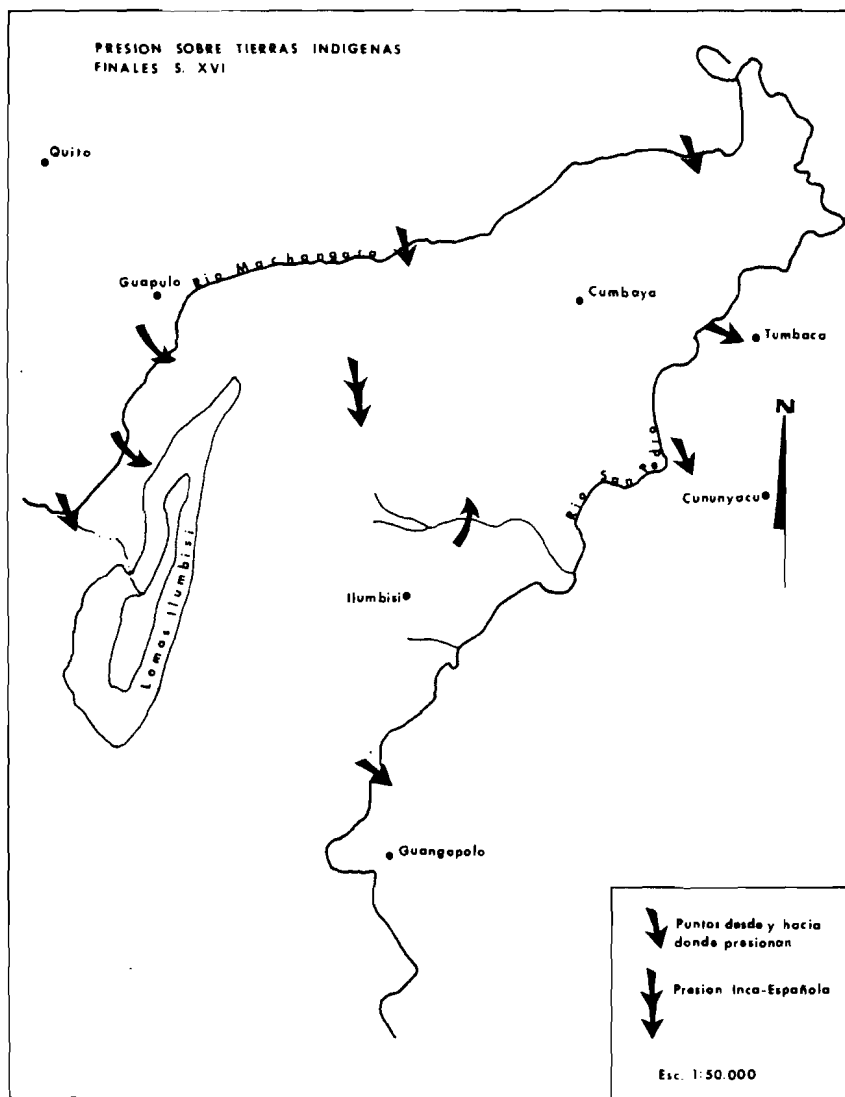 PRESION SOBRE TIERRAS INDIGENAS
FINALES S. XVI
Quito
Rio Machangara
Guapulo
Cumbaya
Tumbaca
N
Rio San Pedro
Cununyacu
Ilumbisi
Lomas Ilumbisi
Guangopolo
Puntos desde y hacia
donde presionan
Presion Inca-Española
Esc. 1:50.000